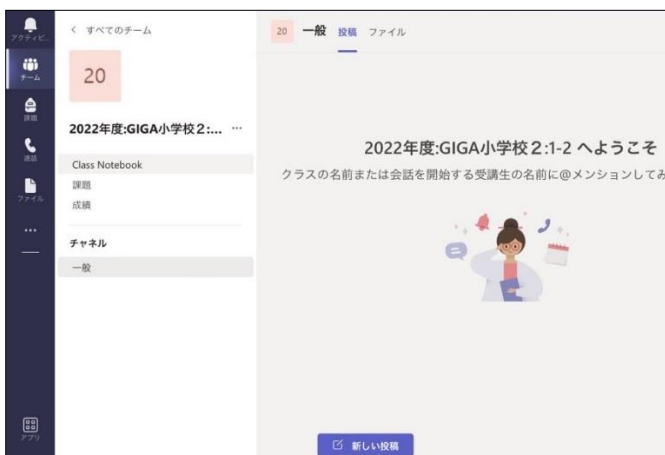 アクティビ...
チーム
課題
通話
ファイル
...
アプリ
< すべてのチーム
20
2022年度:GIGA小学校２:... ...
Class Notebook
課題
成績
チャネル
一般
20 一般 投稿 ファイル
2022年度:GIGA小学校２:1-2 へようこそ
クラスの名前または会話を開始する受講生の名前に@メンションしてみ
新しい投稿